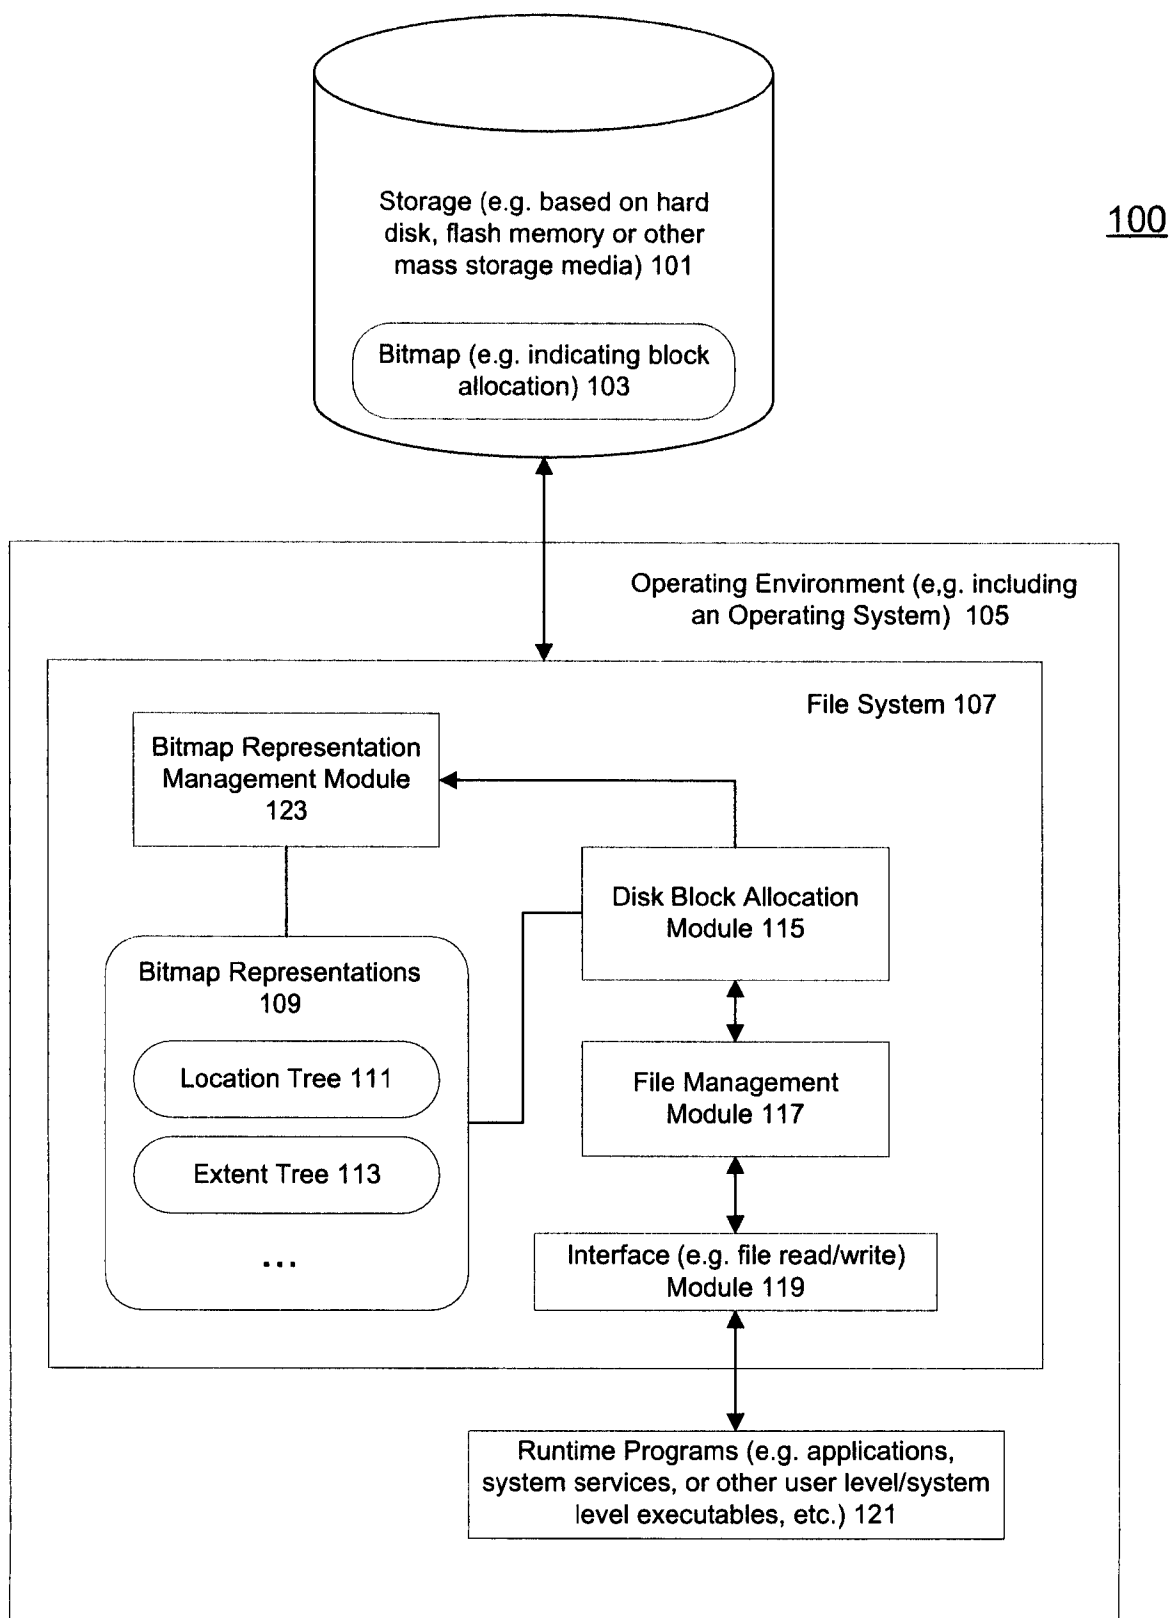 Storage (e.g. based on hard
disk, flash memory or other
mass storage media) 101
100
Bitmap (e.g. indicating block
allocation) 103
Operating Environment (e,g. including
an Operating System) 105
File System 107
Bitmap Representation
Management Module
123
Disk Block Allocation
Module 115
Bitmap Representations
109
Location Tree 111
File Management
Module 117
Extent Tree 113
...
Interface (e.g. file read/write)
Module 119
Runtime Programs (e.g. applications,
system services, or other user level/system
level executables, etc.) 121